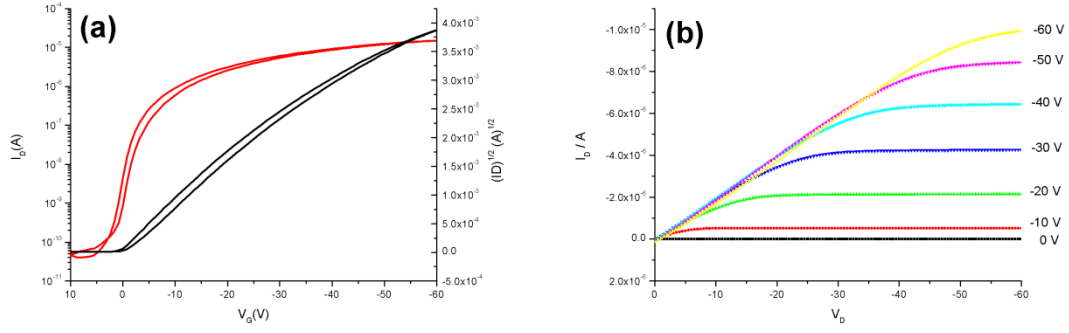 (a)
I_D(A)
10^-4
10^-5
10^-6
10^-7
10^-8
10^-9
10^-10
10^-11
10 0 -10 -20 -30 -40 -50 -60
V_G(V)
4.0x10^-3
3.5x10^-3
3.0x10^-3
2.5x10^-3
2.0x10^-3
1.5x10^-3
1.0x10^-3
5.0x10^-4
0.0
-5.0x10^-4
(ID)^1/2 (A)^1/2
(b)
I_D / A
-1.0x10^-5
-8.0x10^-6
-6.0x10^-6
-4.0x10^-6
-2.0x10^-6
0.0
2.0x10^-6
0 -10 -20 -30 -40 -50 -60
V_D
-60 V
-50 V
-40 V
-30 V
-20 V
-10 V
0 V